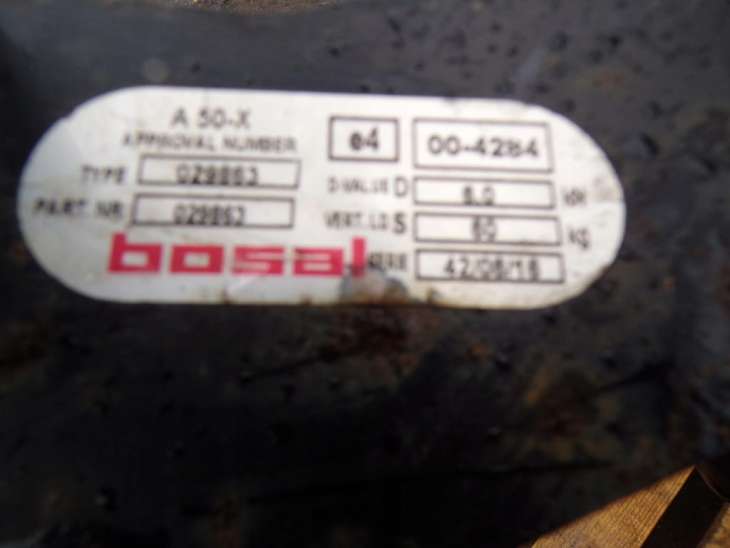 A 50-X
APPROVAL NUMBER e4 00-4284
TYPE 029863 D-VALUE D 6.0 kN
PART. NR 029863 VERT. LD S 60 kg
bosal 42/06/16